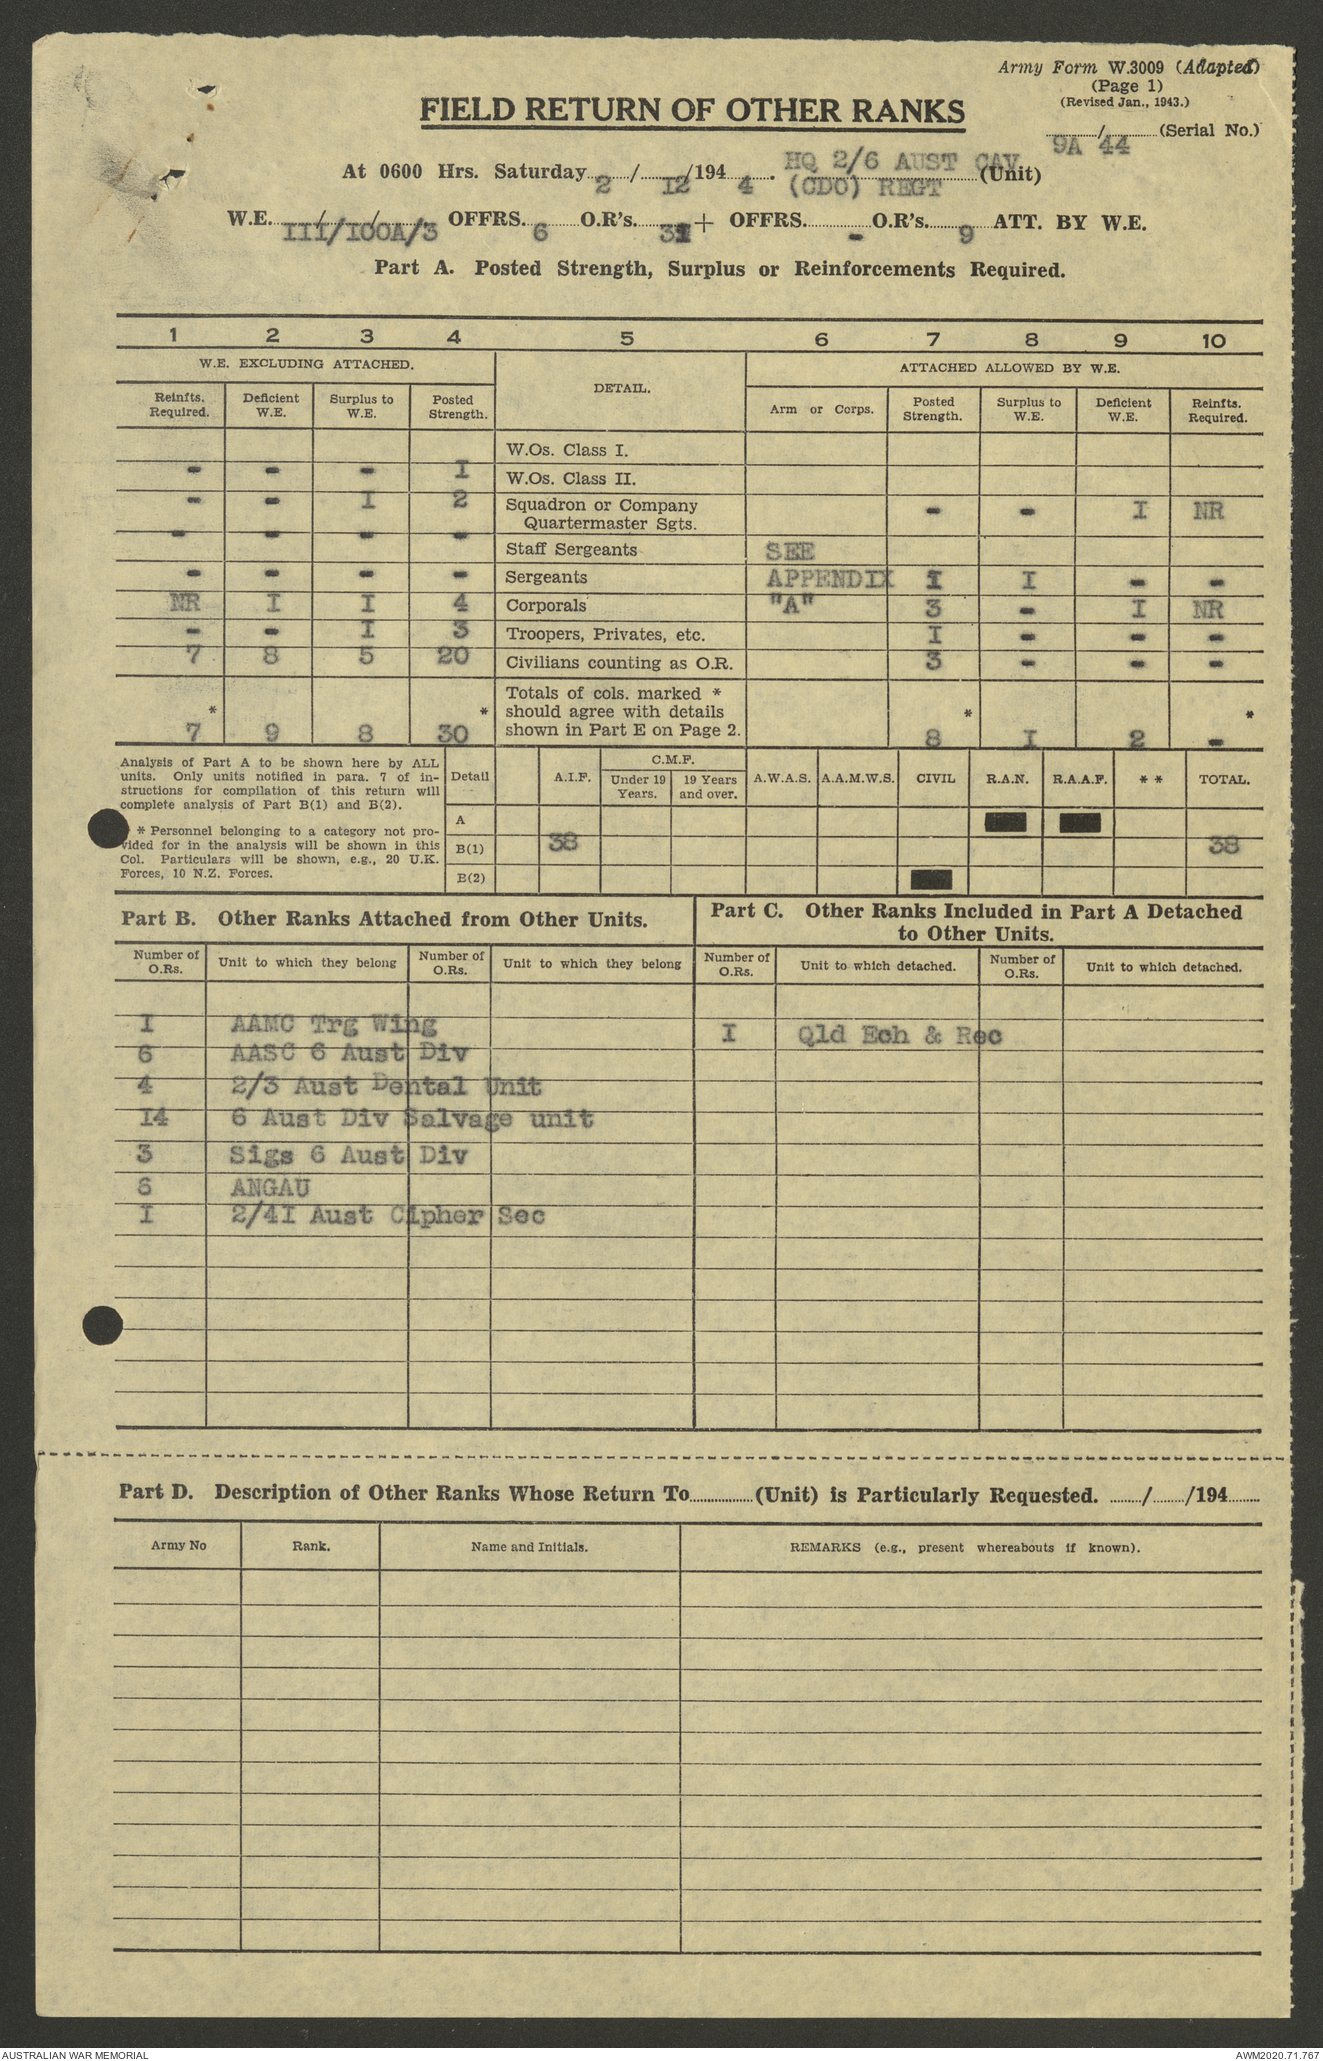 Army Form W.3009 (Adapted)
(Page 1)
(Revised Jan., 1943.)
FIELD RETURN OF OTHER RANKS
........../.......... (Serial No.)
9A 44
At 0600 Hrs. Saturday 2 / 12 /194 4. HQ 2/6 AUST CAV (CDO) REGT (Unit)
W.E. III/I00A/3 OFFRS. 6 O.R's. 31 + OFFRS. - O.R's. 9 ATT. BY W.E.
Part A. Posted Strength, Surplus or Reinforcements Required.
1 2 3 4 5 6 7 8 9 10
W.E. EXCLUDING ATTACHED. DETAIL. ATTACHED ALLOWED BY W.E.
Reinfts. Required. Deficient W.E. Surplus to W.E. Posted Strength. Arm or Corps. Posted Strength. Surplus to W.E. Deficient W.E. Reinfts. Required.
W.Os. Class I.
- - - I W.Os. Class II.
- - I 2 Squadron or Company Quartermaster Sgts. - - I NR
- - - - Staff Sergeants SEE
- - - - Sergeants APPENDIX I I - -
NR I I 4 Corporals "A" 3 - I NR
- - I 3 Troopers, Privates, etc. I - - -
7 8 5 20 Civilians counting as O.R. 3 - - -
Totals of cols. marked *
* * should agree with details * *
7 9 8 30 shown in Part E on Page 2. 8 I 2 -
Analysis of Part A to be shown here by ALL
units. Only units notified in para. 7 of in-
structions for compilation of this return will
complete analysis of Part B(1) and B(2).
* Personnel belonging to a category not pro-
vided for in the analysis will be shown in this
Col. Particulars will be shown, e.g., 20 U.K.
Forces, 10 N.Z. Forces.
Detail A.I.F. C.M.F. Under 19 Years. 19 Years and over. A.W.A.S. A.A.M.W.S. CIVIL R.A.N. R.A.A.F. * * TOTAL.
A
B(1) 38 38
B(2)
Part B. Other Ranks Attached from Other Units.
Number of O.Rs. Unit to which they belong Number of O.Rs. Unit to which they belong
I AAMC Trg Wing
6 AASC 6 Aust Div
4 2/3 Aust Dental Unit
I4 6 Aust Div Salvage unit
3 Sigs 6 Aust Div
6 ANGAU
I 2/4I Aust Cipher Sec
Part C. Other Ranks Included in Part A Detached
to Other Units.
Number of O.Rs. Unit to which detached. Number of O.Rs. Unit to which detached.
I Qld Ech & Rec
Part D. Description of Other Ranks Whose Return To............(Unit) is Particularly Requested. ......./......./194.......
Army No Rank. Name and Initials. REMARKS (e.g., present whereabouts if known).
AUSTRALIAN WAR MEMORIAL
AWM2020.71.767